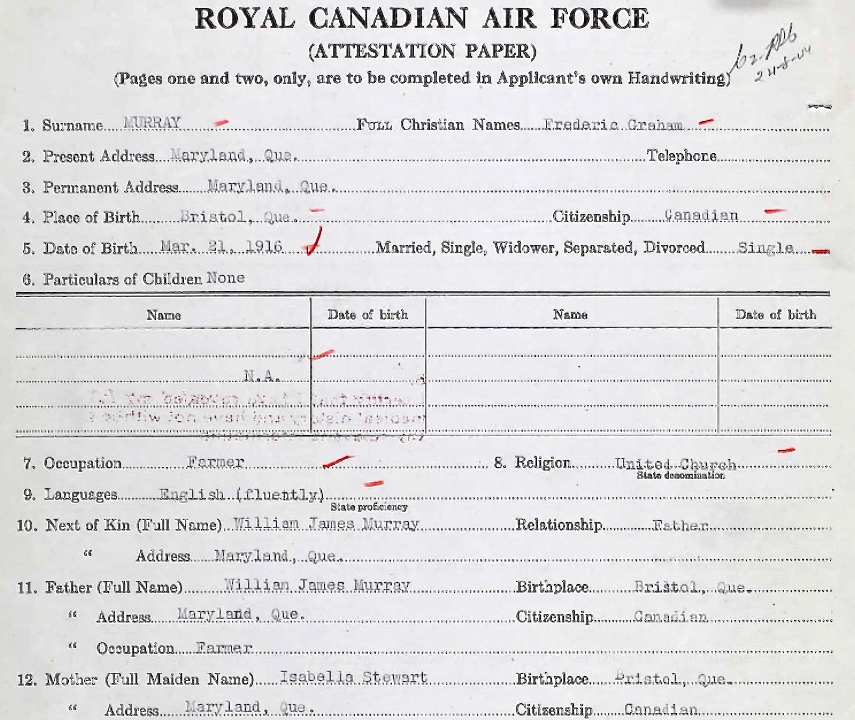 ROYAL CANADIAN AIR FORCE
(ATTESTATION PAPER)
(Pages one and two, only, are to be completed in Applicant's own Handwriting)
24-8-44
1. Surname MURRAY FULL Christian Names Frederic Graham
2. Present Address Maryland, Que. Telephone
3. Permanent Address Maryland, Que.
4. Place of Birth Bristol, Que. Citizenship Canadian
5. Date of Birth Mar. 21, 1916 Married, Single, Widower, Separated, Divorced Single
6. Particulars of Children None
Name Date of birth Name Date of birth
N.A.
7. Occupation Farmer 8. Religion United Church
State denomination
9. Languages English (fluently)
State proficiency
10. Next of Kin (Full Name) William James Murray Relationship Father
“ Address Maryland, Que.
11. Father (Full Name) William James Murray Birthplace Bristol, Que.
“ Address Maryland, Que. Citizenship Canadian
“ Occupation Farmer
12. Mother (Full Maiden Name) Isabella Stewart Birthplace Bristol, Que.
“ Address Maryland, Que. Citizenship Canadian